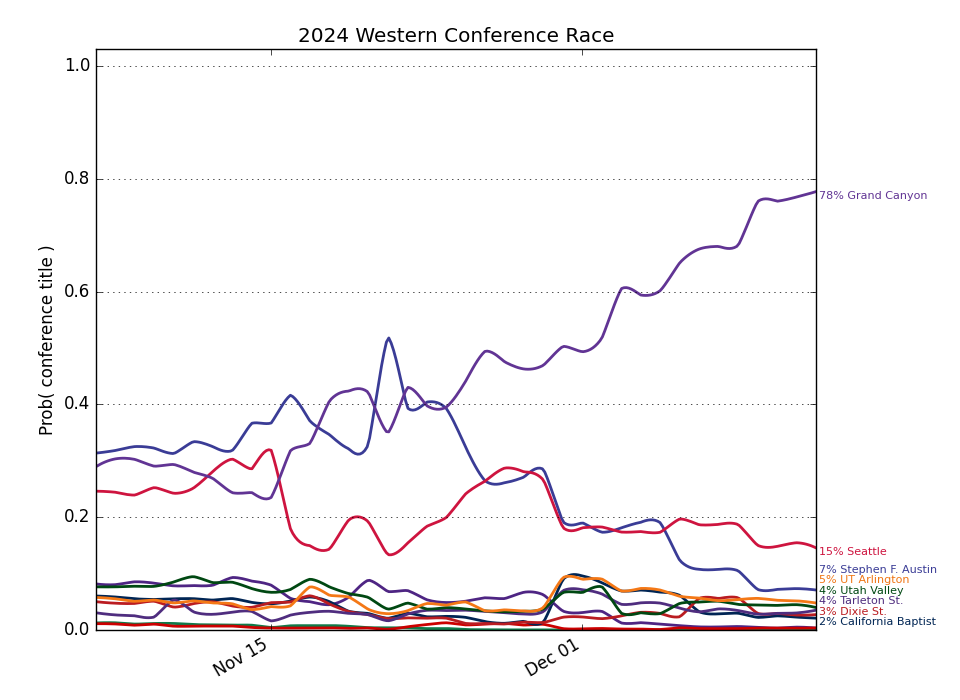 2024 Western Conference Race
1.0
0.8
0.6
0.4
0.2
0.0
Prob( conference title )
Nov 15
Dec 01
78% Grand Canyon
15% Seattle
7% Stephen F. Austin
5% UT Arlington
4% Utah Valley
4% Tarleton St.
3% Dixie St.
2% California Baptist